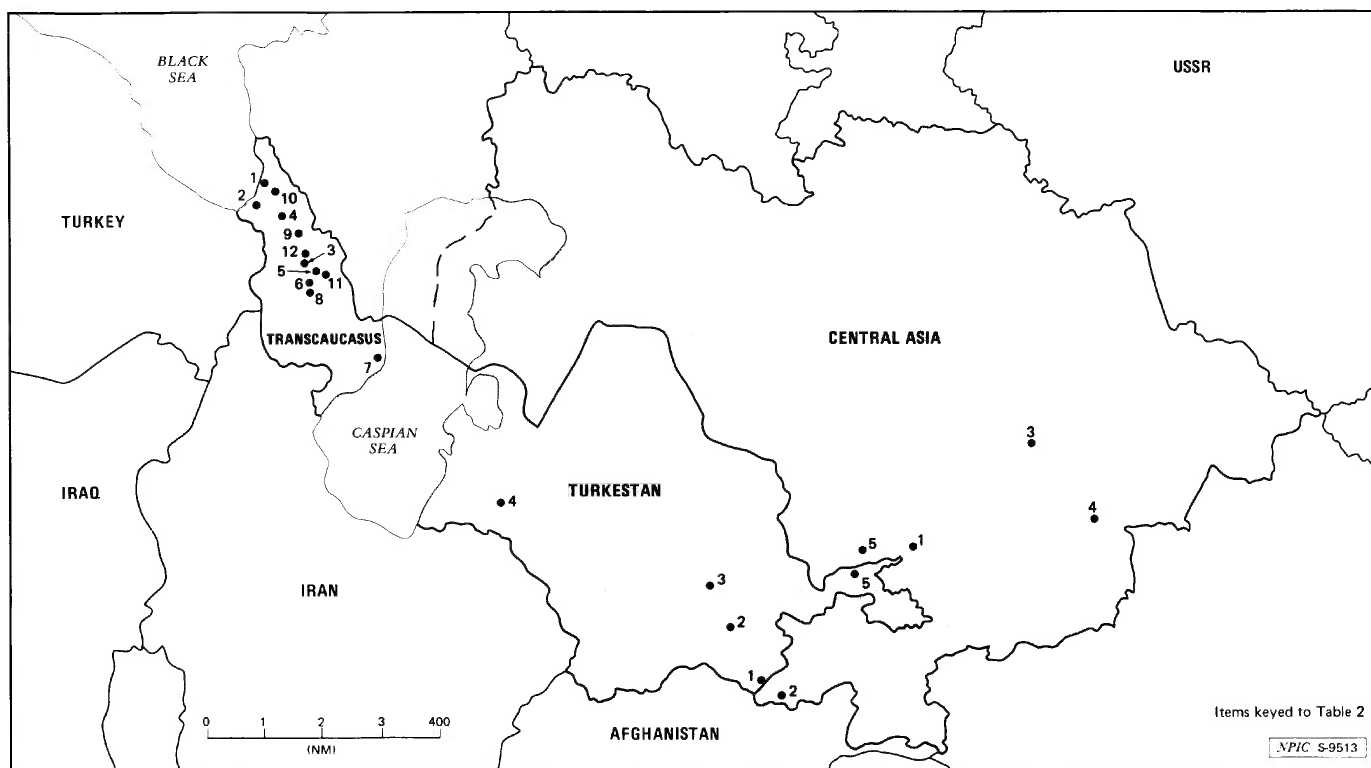 BLACK
SEA
USSR
1
10
2
4
TURKEY
9
12
3
5
11
6
8
TRANSCAUCASUS
7
CENTRAL ASIA
CASPIAN
SEA
3
IRAQ
TURKESTAN
4
4
5
1
5
3
IRAN
2
1
2
Items keyed to Table 2
0 1 2 3 400
(NM)
AFGHANISTAN
NPIC S-9513